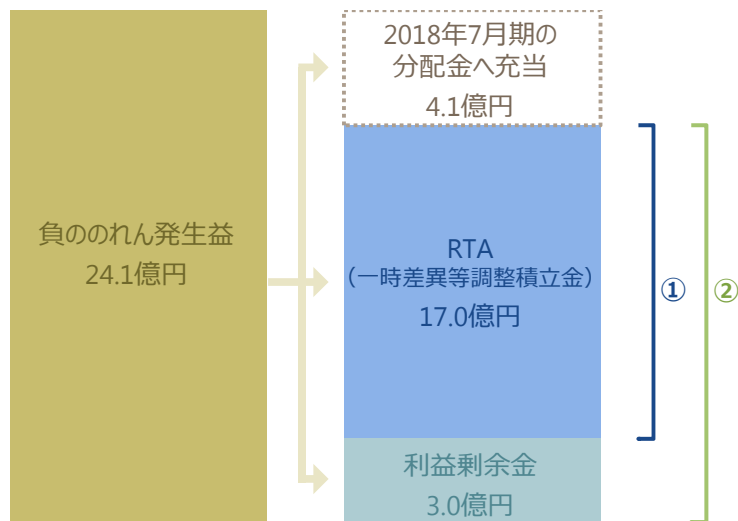 負ののれん発生益
24.1億円
2018年7月期の
分配金へ充当
4.1億円
RTA
(一時差異等調整積立金)
17.0億円
利益剰余金
3.0億円
①
②